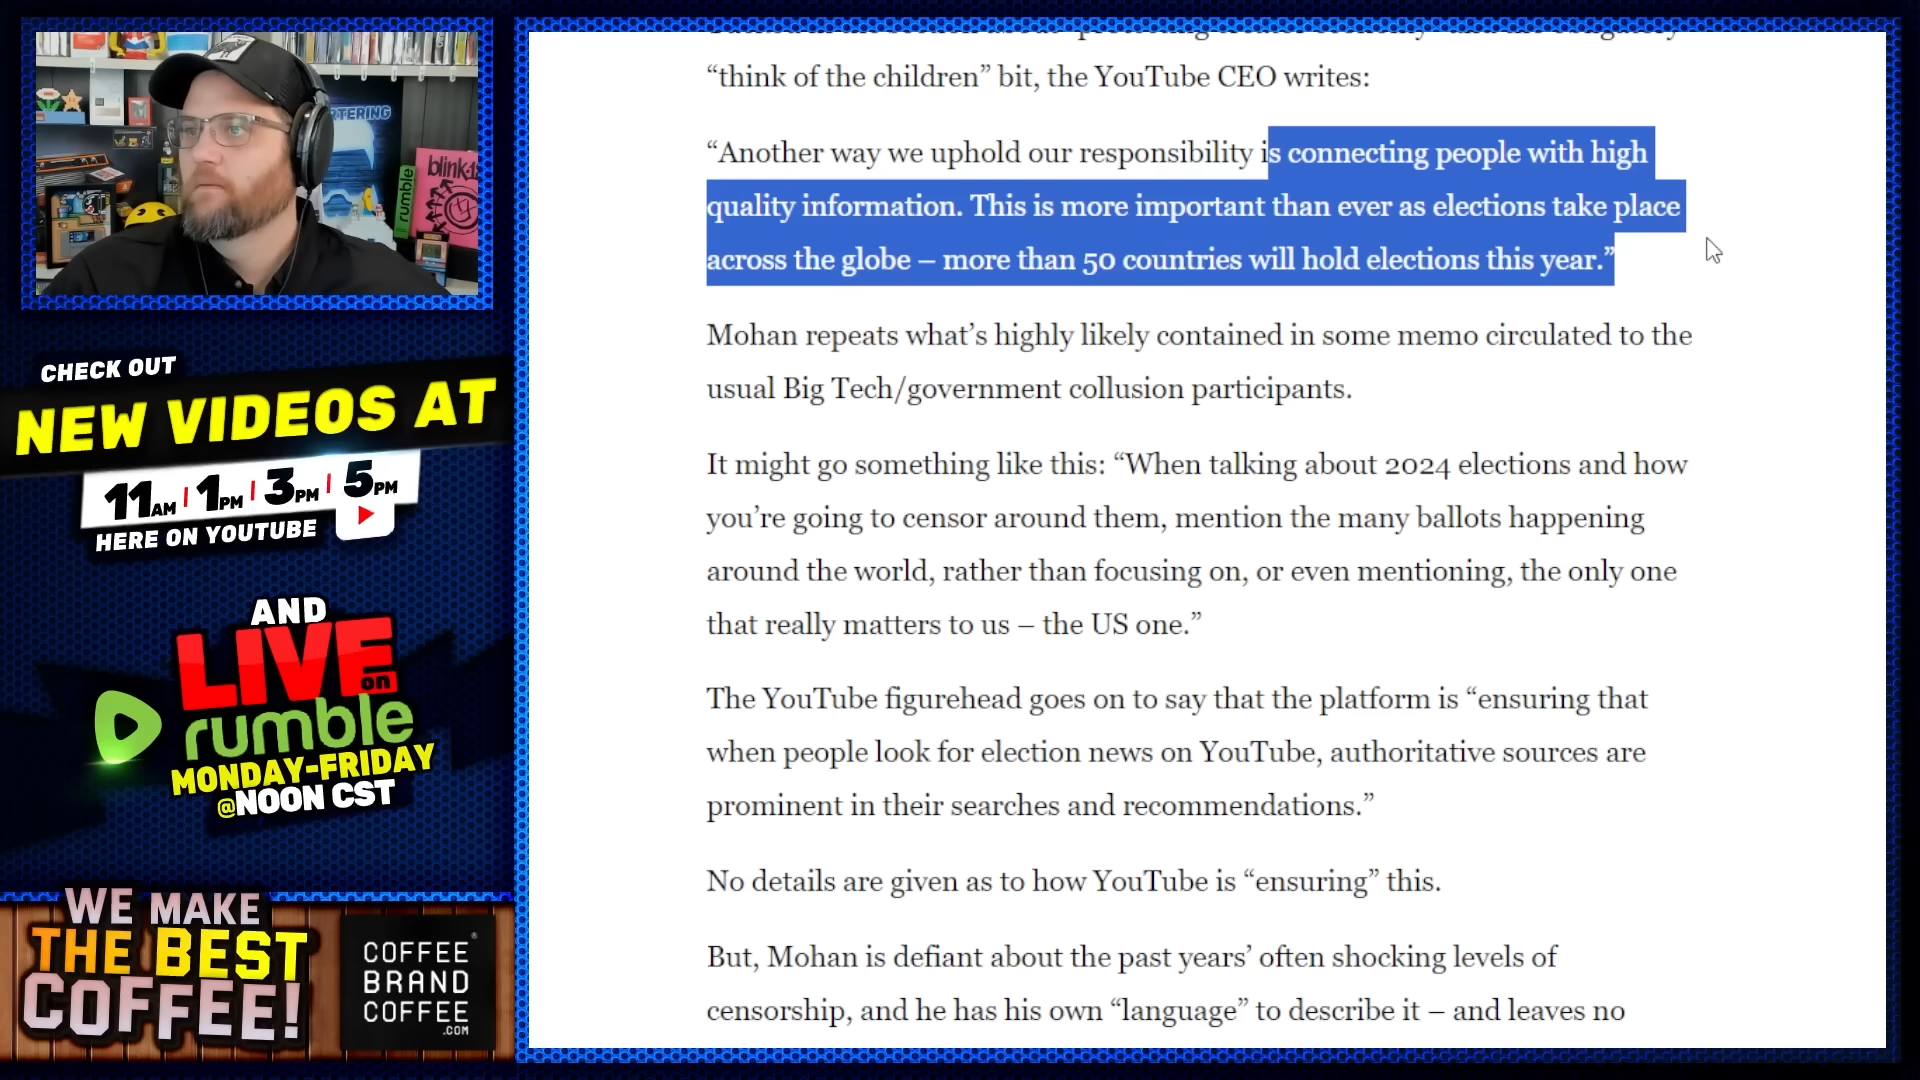 TERING
blink-1
rumble
CHECK OUT
NEW VIDEOS AT
11AM | 1PM | 3PM | 5PM
HERE ON YOUTUBE
AND
LIVE
on
rumble
MONDAY-FRIDAY
@NOON CST
WE MAKE
THE BEST
COFFEE!
COFFEE®
BRAND
COFFEE
.COM
“think of the children” bit, the YouTube CEO writes:
“Another way we uphold our responsibility is connecting people with high
quality information. This is more important than ever as elections take place
across the globe – more than 50 countries will hold elections this year.”
Mohan repeats what’s highly likely contained in some memo circulated to the
usual Big Tech/government collusion participants.
It might go something like this: “When talking about 2024 elections and how
you’re going to censor around them, mention the many ballots happening
around the world, rather than focusing on, or even mentioning, the only one
that really matters to us – the US one.”
The YouTube figurehead goes on to say that the platform is “ensuring that
when people look for election news on YouTube, authoritative sources are
prominent in their searches and recommendations.”
No details are given as to how YouTube is “ensuring” this.
But, Mohan is defiant about the past years’ often shocking levels of
censorship, and he has his own “language” to describe it – and leaves no